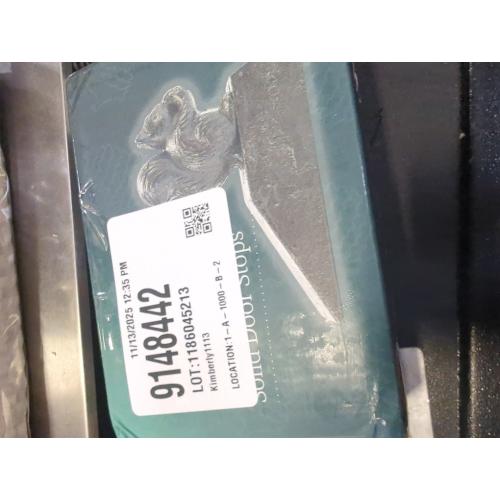 11/13/2025 12:35 PM
9148442
LOT:1186045213
Kimberly1113
LOCATION:1-A-1000-B-2
Solid Door Stops